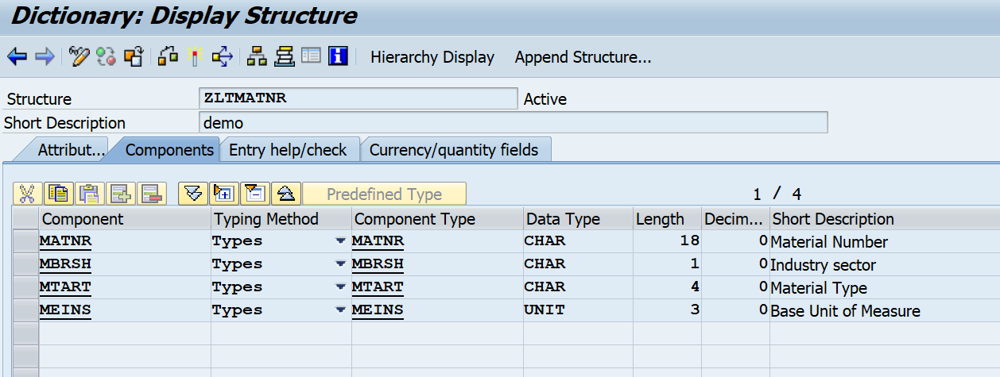 Dictionary: Display Structure
Hierarchy Display Append Structure...
Structure ZLTMATNR Active
Short Description demo
Attribut... Components Entry help/check Currency/quantity fields
Predefined Type 1 / 4
Component Typing Method Component Type Data Type Length Decim... Short Description
MATNR Types MATNR CHAR 18 0 Material Number
MBRSH Types MBRSH CHAR 1 0 Industry sector
MTART Types MTART CHAR 4 0 Material Type
MEINS Types MEINS UNIT 3 0 Base Unit of Measure